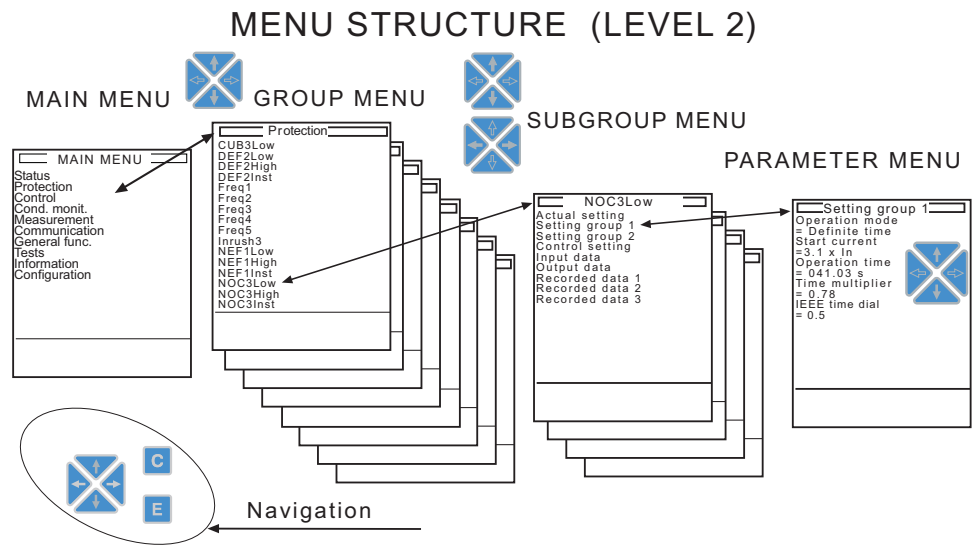 MENU STRUCTURE (LEVEL 2)
MAIN MENU
GROUP MENU
SUBGROUP MENU
PARAMETER MENU
MAIN MENU
Status
Protection
Control
Cond. monit.
Measurement
Communication
General func.
Tests
Information
Configuration
Protection
CUB3Low
DEF2Low
DEF2High
DEF2Inst
Freq1
Freq2
Freq3
Freq4
Freq5
Inrush3
NEF1Low
NEF1High
NEF1Inst
NOC3Low
NOC3High
NOC3Inst
NOC3Low
Actual setting
Setting group 1
Setting group 2
Control setting
Input data
Output data
Recorded data 1
Recorded data 2
Recorded data 3
Setting group 1
Operation mode
= Definite time
Start current
=3.1 x In
Operation time
= 041.03 s
Time multiplier
= 0.78
IEEE time dial
= 0.5
C
E
Navigation